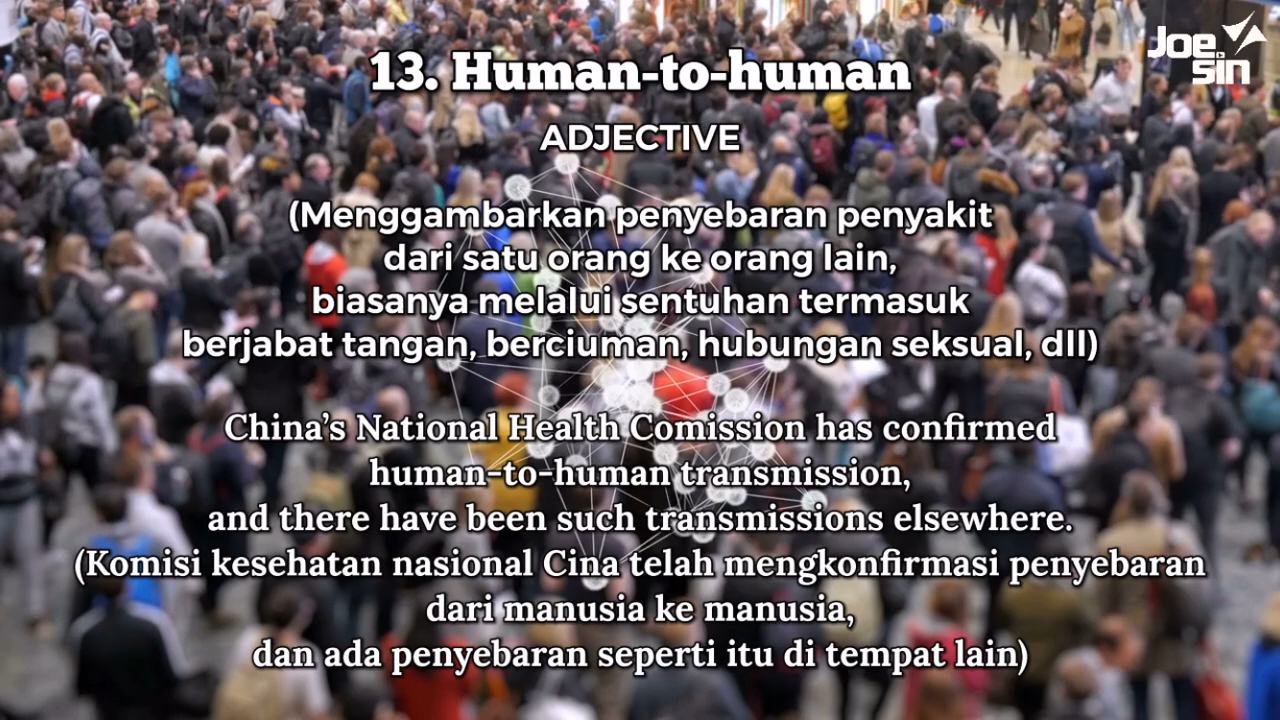 Joe & sin
13. Human-to-human
ADJECTIVE
(Menggambarkan penyebaran penyakit
dari satu orang ke orang lain,
biasanya melalui sentuhan termasuk
berjabat tangan, berciuman, hubungan seksual, dll)
China’s National Health Comission has confirmed
human-to-human transmission,
and there have been such transmissions elsewhere.
(Komisi kesehatan nasional Cina telah mengkonfirmasi penyebaran
dari manusia ke manusia,
dan ada penyebaran seperti itu di tempat lain)